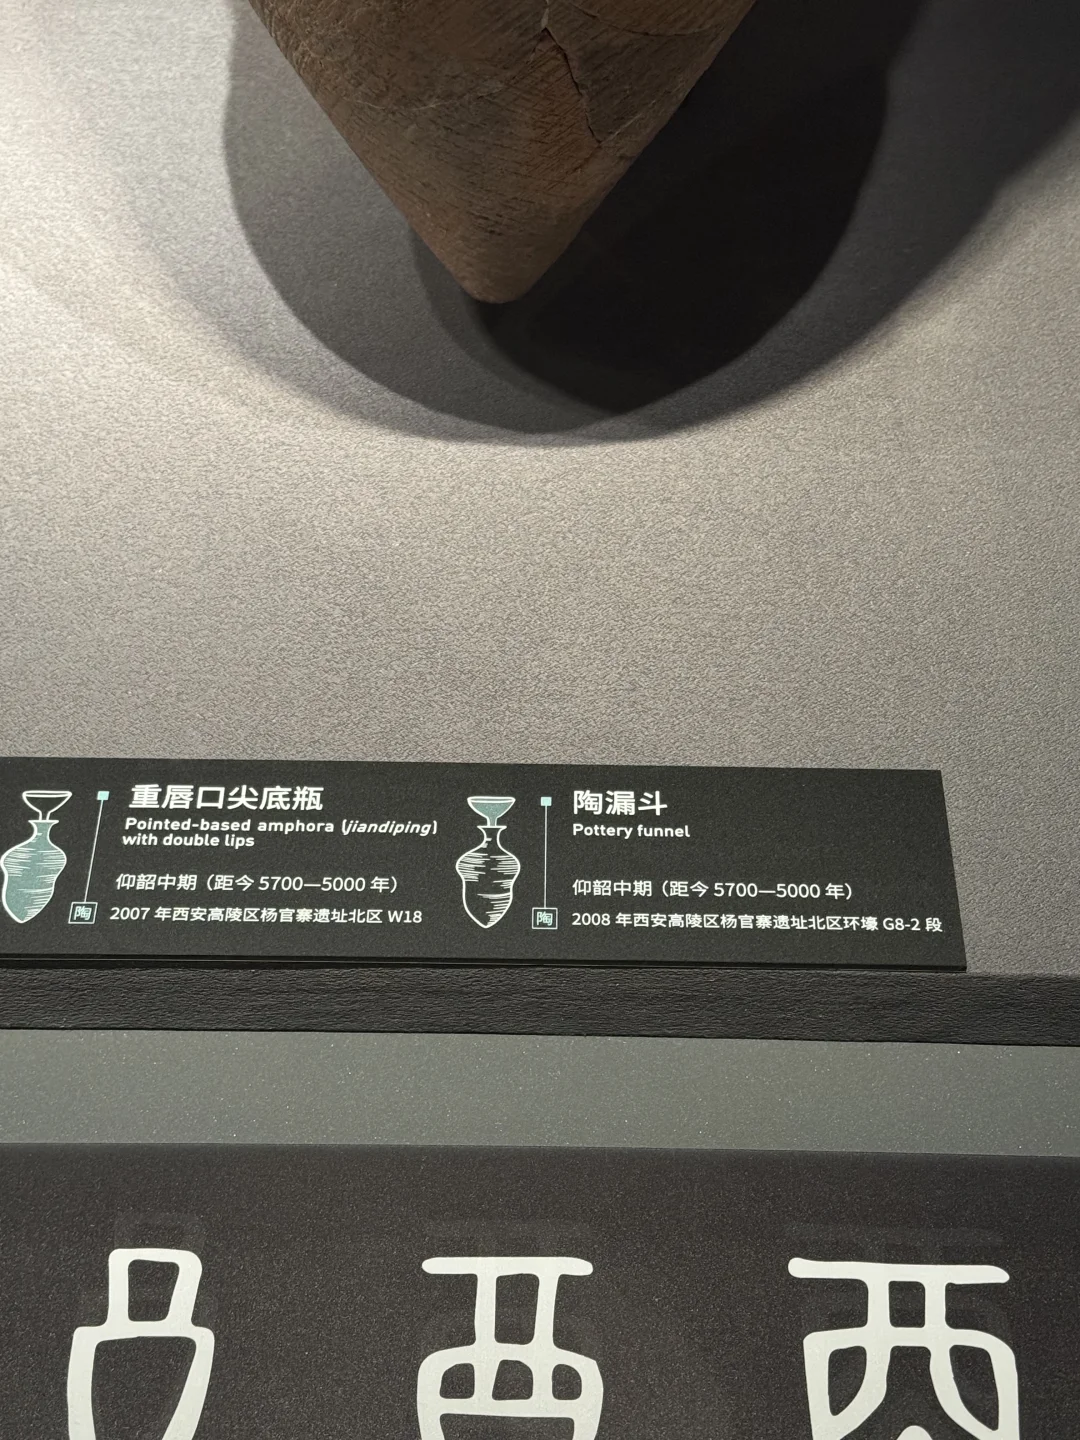 重唇口尖底瓶
Pointed-based amphora (jiandiping)
with double lips
仰韶中期（距今 5700—5000 年）
陶
2007 年西安高陵区杨官寨遗址北区 W18
陶漏斗
Pottery funnel
仰韶中期（距今 5700—5000 年）
陶
2008 年西安高陵区杨官寨遗址北区环壕 G8-2 段